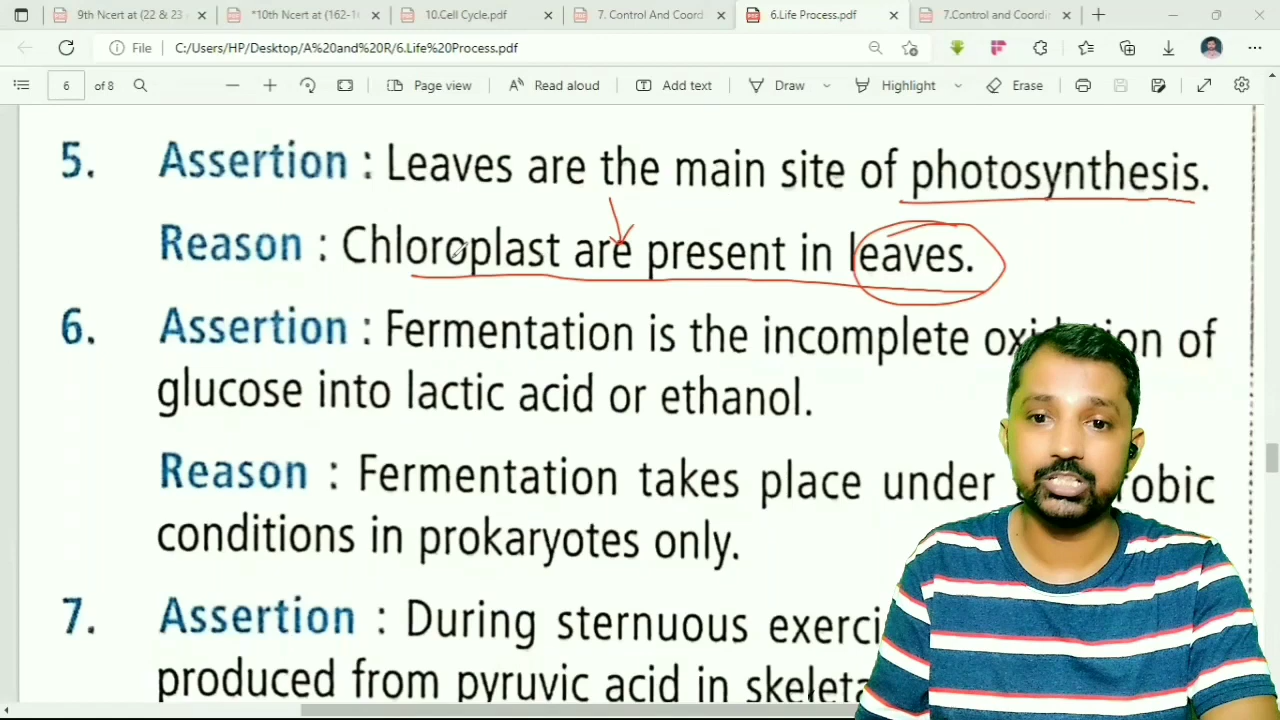 9th Ncert at (22 & 23
*10th Ncert at (162-1
10.Cell Cycle.pdf
7. Control And Coord
6.Life Process.pdf
7.Control and Coordi
File
C:/Users/HP/Desktop/A%20and%20R/6.Life%20Process.pdf
6 of 8
Page view
Read aloud
Add text
Draw
Highlight
Erase
5. Assertion : Leaves are the main site of photosynthesis.
Reason : Chloroplast are present in leaves.
6. Assertion : Fermentation is the incomplete of
glucose into lactic acid or ethanol.
Reason : Fermentation takes place under
conditions in prokaryotes only.
7. Assertion : During sternuous
produced from pyruvic acid in